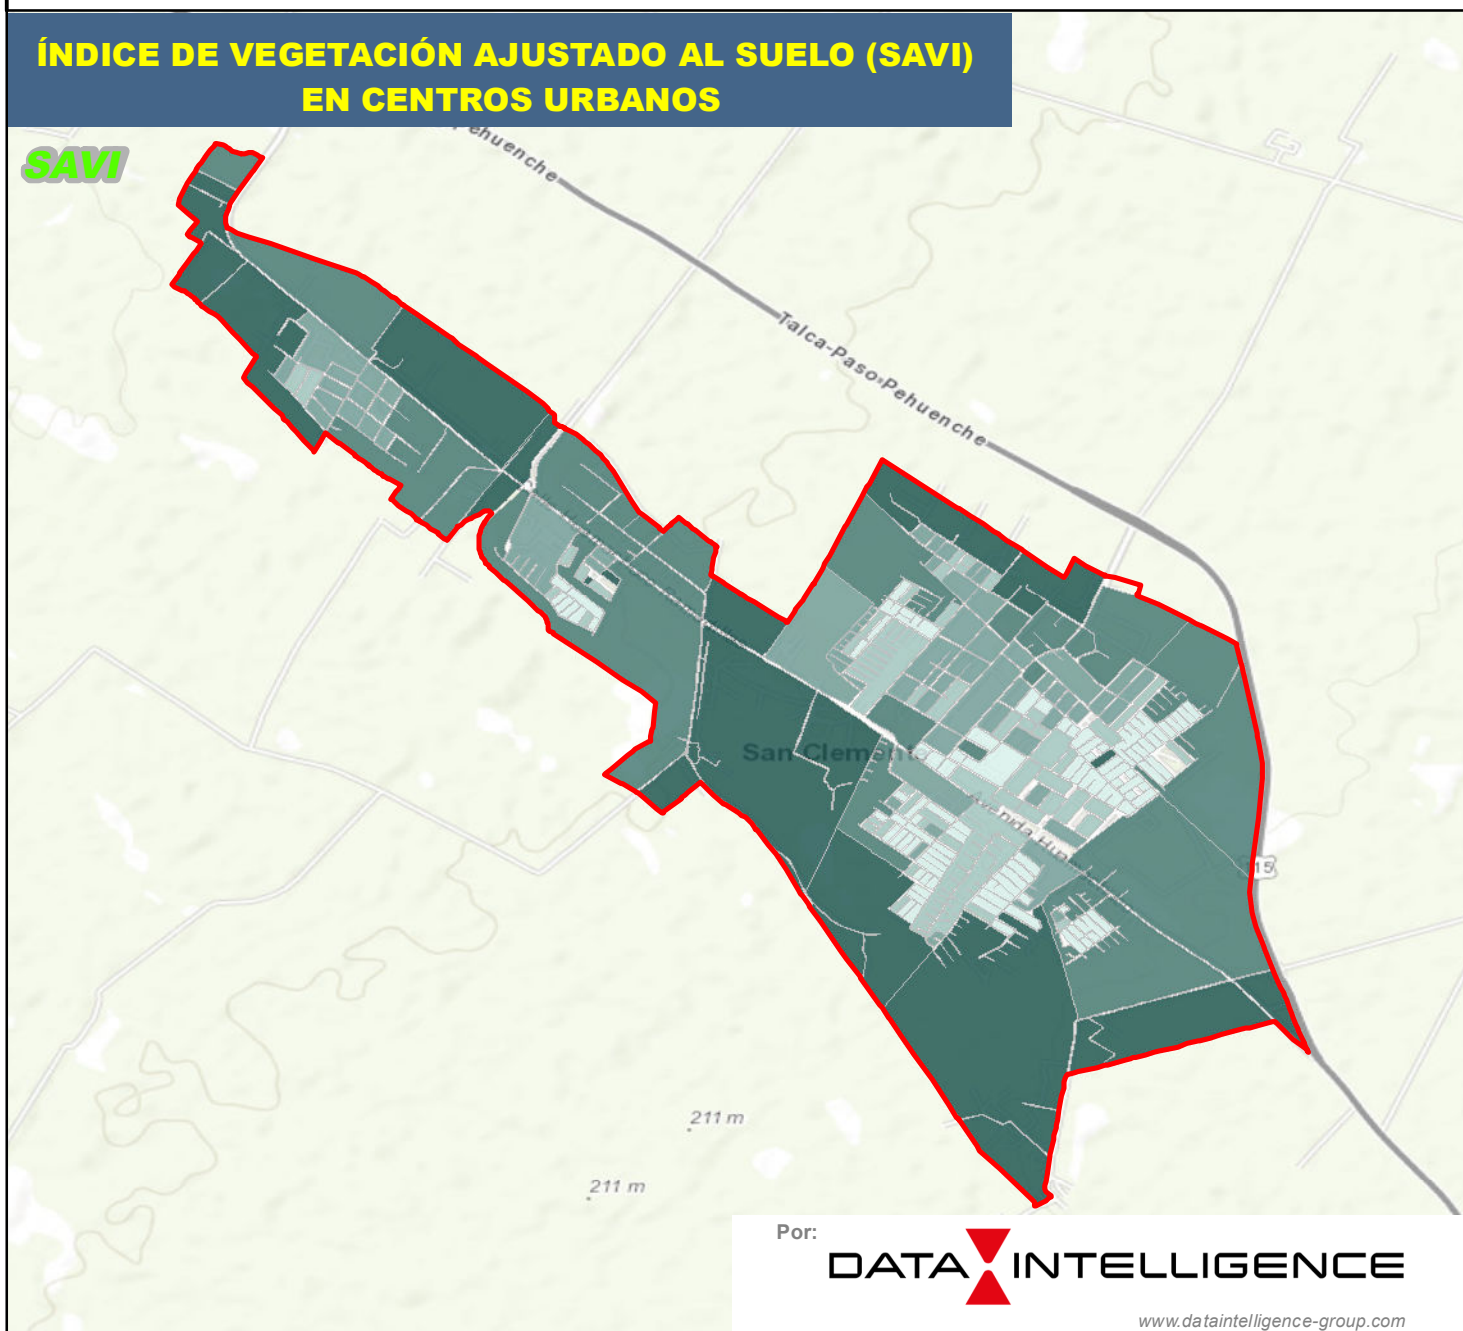 ÍNDICE DE VEGETACIÓN AJUSTADO AL SUELO (SAVI)
EN CENTROS URBANOS
SAVI
Pehuenche
Talca-Paso-Pehuenche
San Clemente
Avenida
15
211 m
211 m
Por:
DATA INTELLIGENCE
www.dataintelligence-group.com